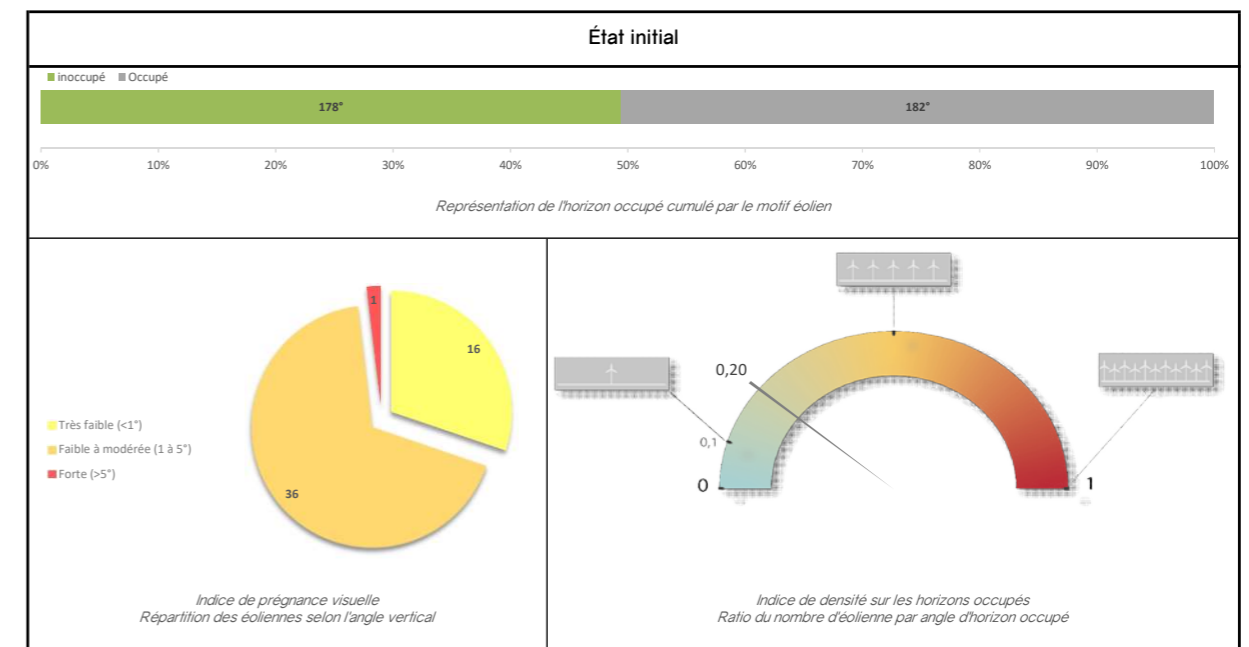 État initial
inoccupé Occupé
178° 182°
0% 10% 20% 30% 40% 50% 60% 70% 80% 90% 100%
Représentation de l'horizon occupé cumulé par le motif éolien
1
16
36
Très faible (<1°)
Faible à modérée (1 à 5°)
Forte (>5°)
Indice de prégnance visuelle
Répartition des éoliennes selon l'angle vertical
0,20
0,1
0
1
Indice de densité sur les horizons occupés
Ratio du nombre d'éolienne par angle d'horizon occupé